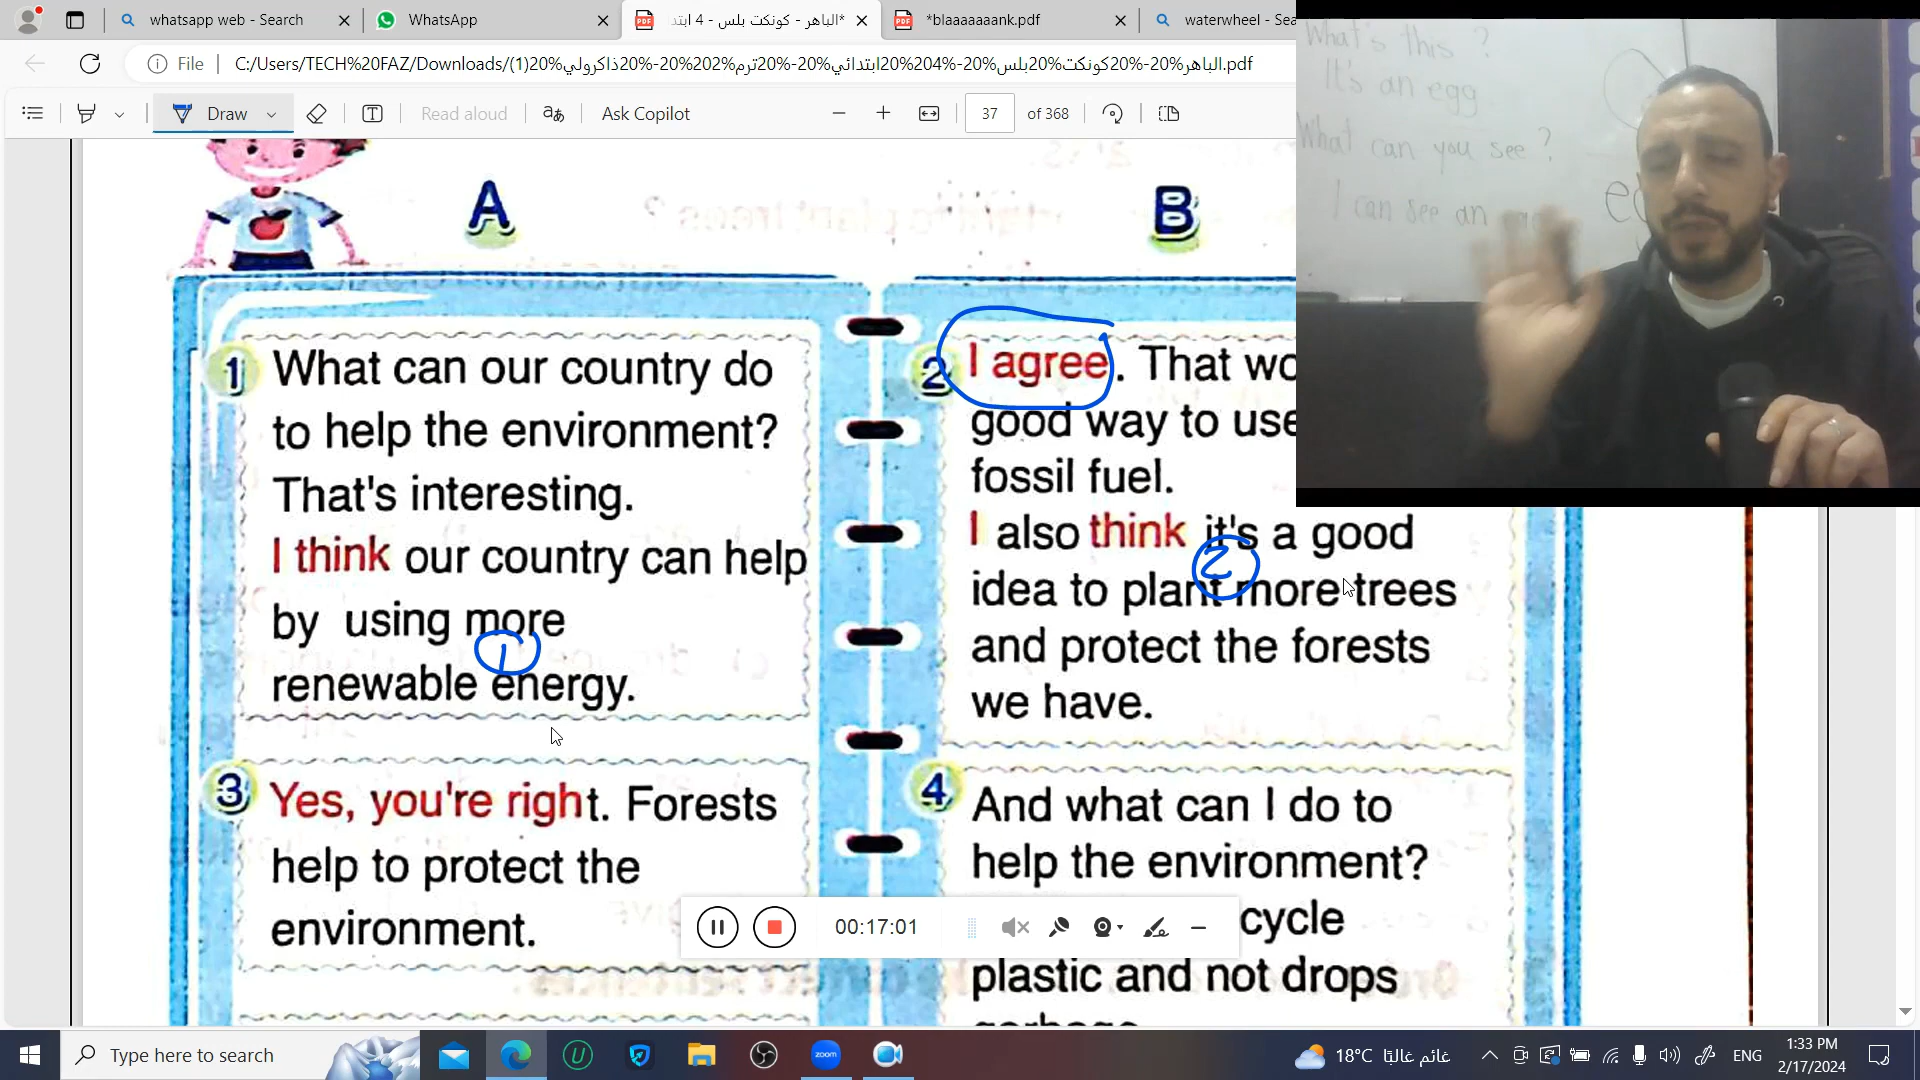 whatsapp web - Search
WhatsApp
*الباهر - كونكت بلس - 4 ابتدا
*blaaaaaaank.pdf
waterwheel - Sea
File
C:/Users/TECH%20FAZ/Downloads/(1)20%الباهر%20-%20كونكت%20بلس%20-%204%20ابتدائي%20-%20ترم%202%20-%20ذاكرولي.pdf
Draw
Read aloud
Ask Copilot
37
of 368
What's this ?
It's an egg
What can you see ?
I can see an
A
B
1
What can our country do
to help the environment?
That's interesting.
I think our country can help
by using more
renewable energy.
1
2
I agree. That wo
good way to use
fossil fuel.
I also think it's a good
idea to plant more trees
and protect the forests
we have.
2
3
Yes, you're right. Forests
help to protect the
environment.
4
And what can I do to
help the environment?
cycle
plastic and not drops
00:17:01
Type here to search
zoom
18°C
غائم غالبًا
ENG
1:33 PM
2/17/2024